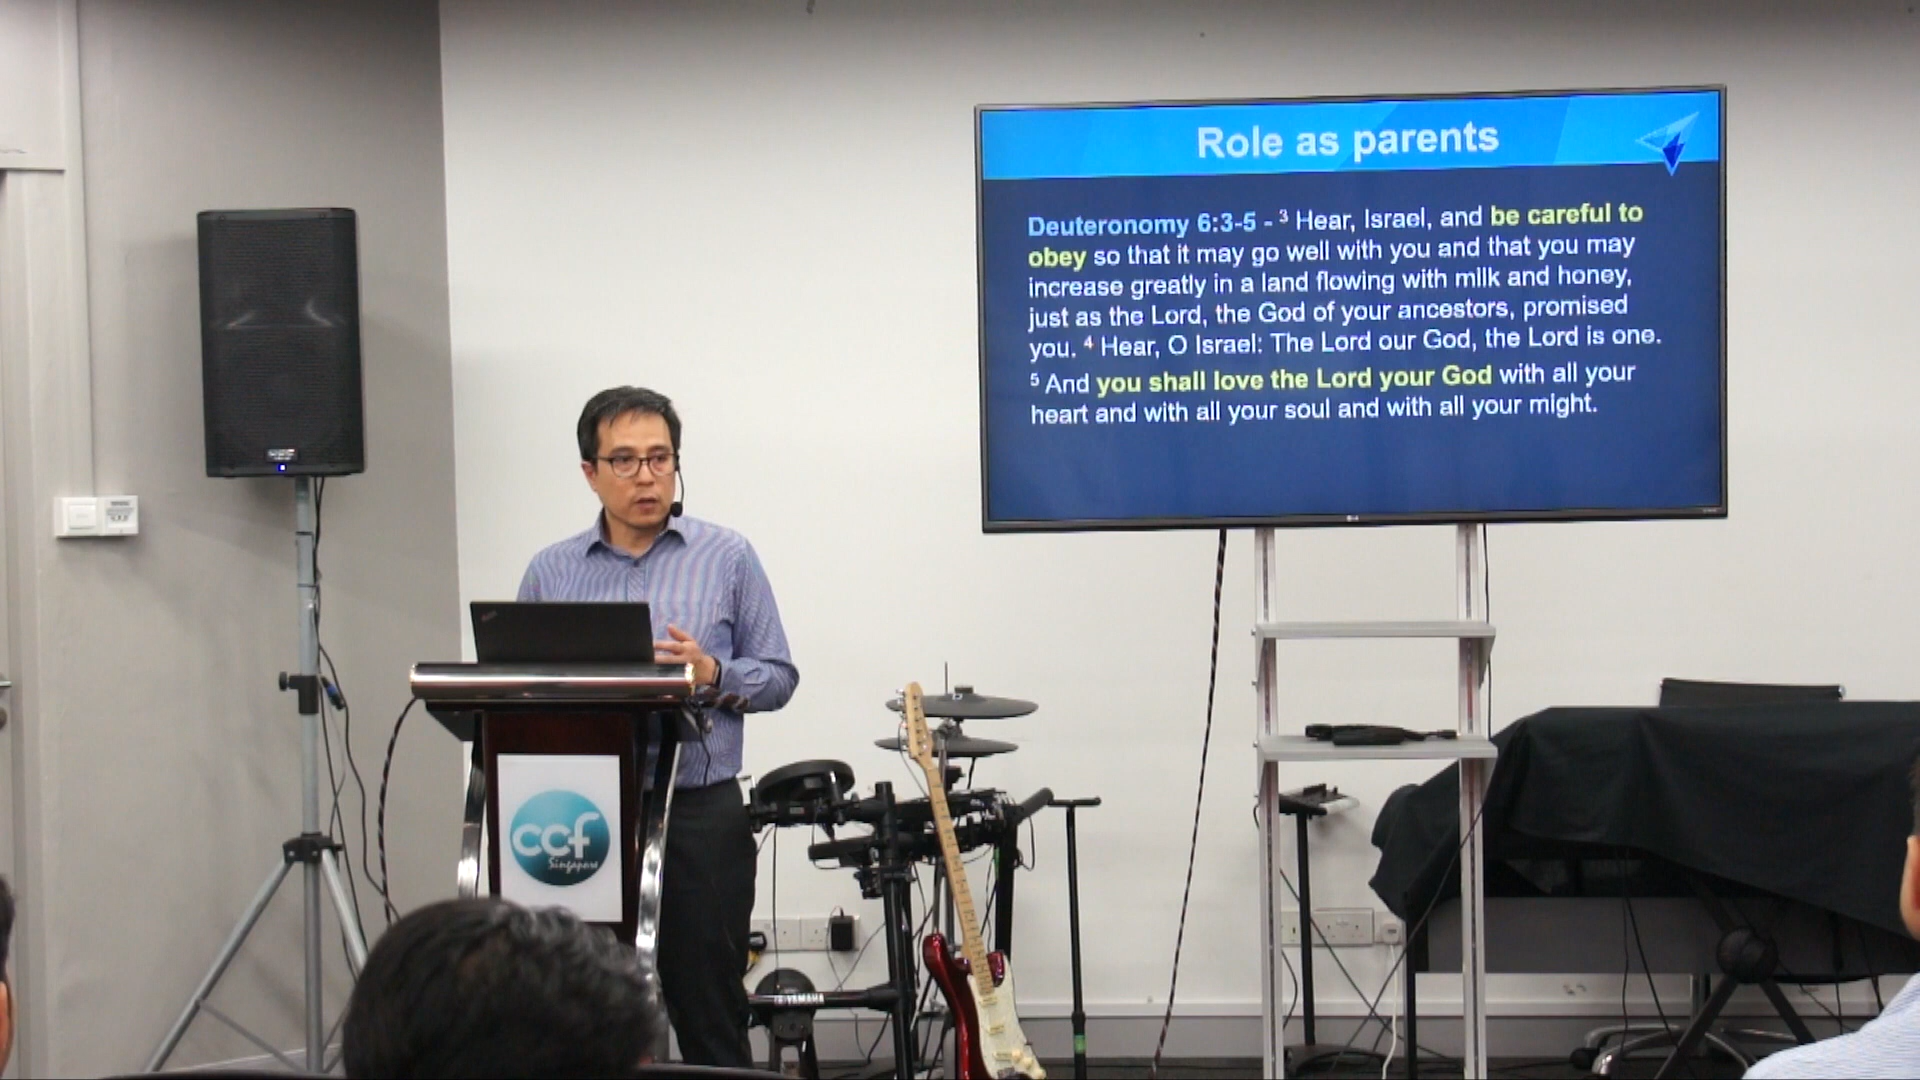 Role as parents
Deuteronomy 6:3-5 - ³ Hear, Israel, and be careful to
obey so that it may go well with you and that you may
increase greatly in a land flowing with milk and honey,
just as the Lord, the God of your ancestors, promised
you. ⁴ Hear, O Israel: The Lord our God, the Lord is one.
⁵ And you shall love the Lord your God with all your
heart and with all your soul and with all your might.
ccf
Singapore
YAMAHA